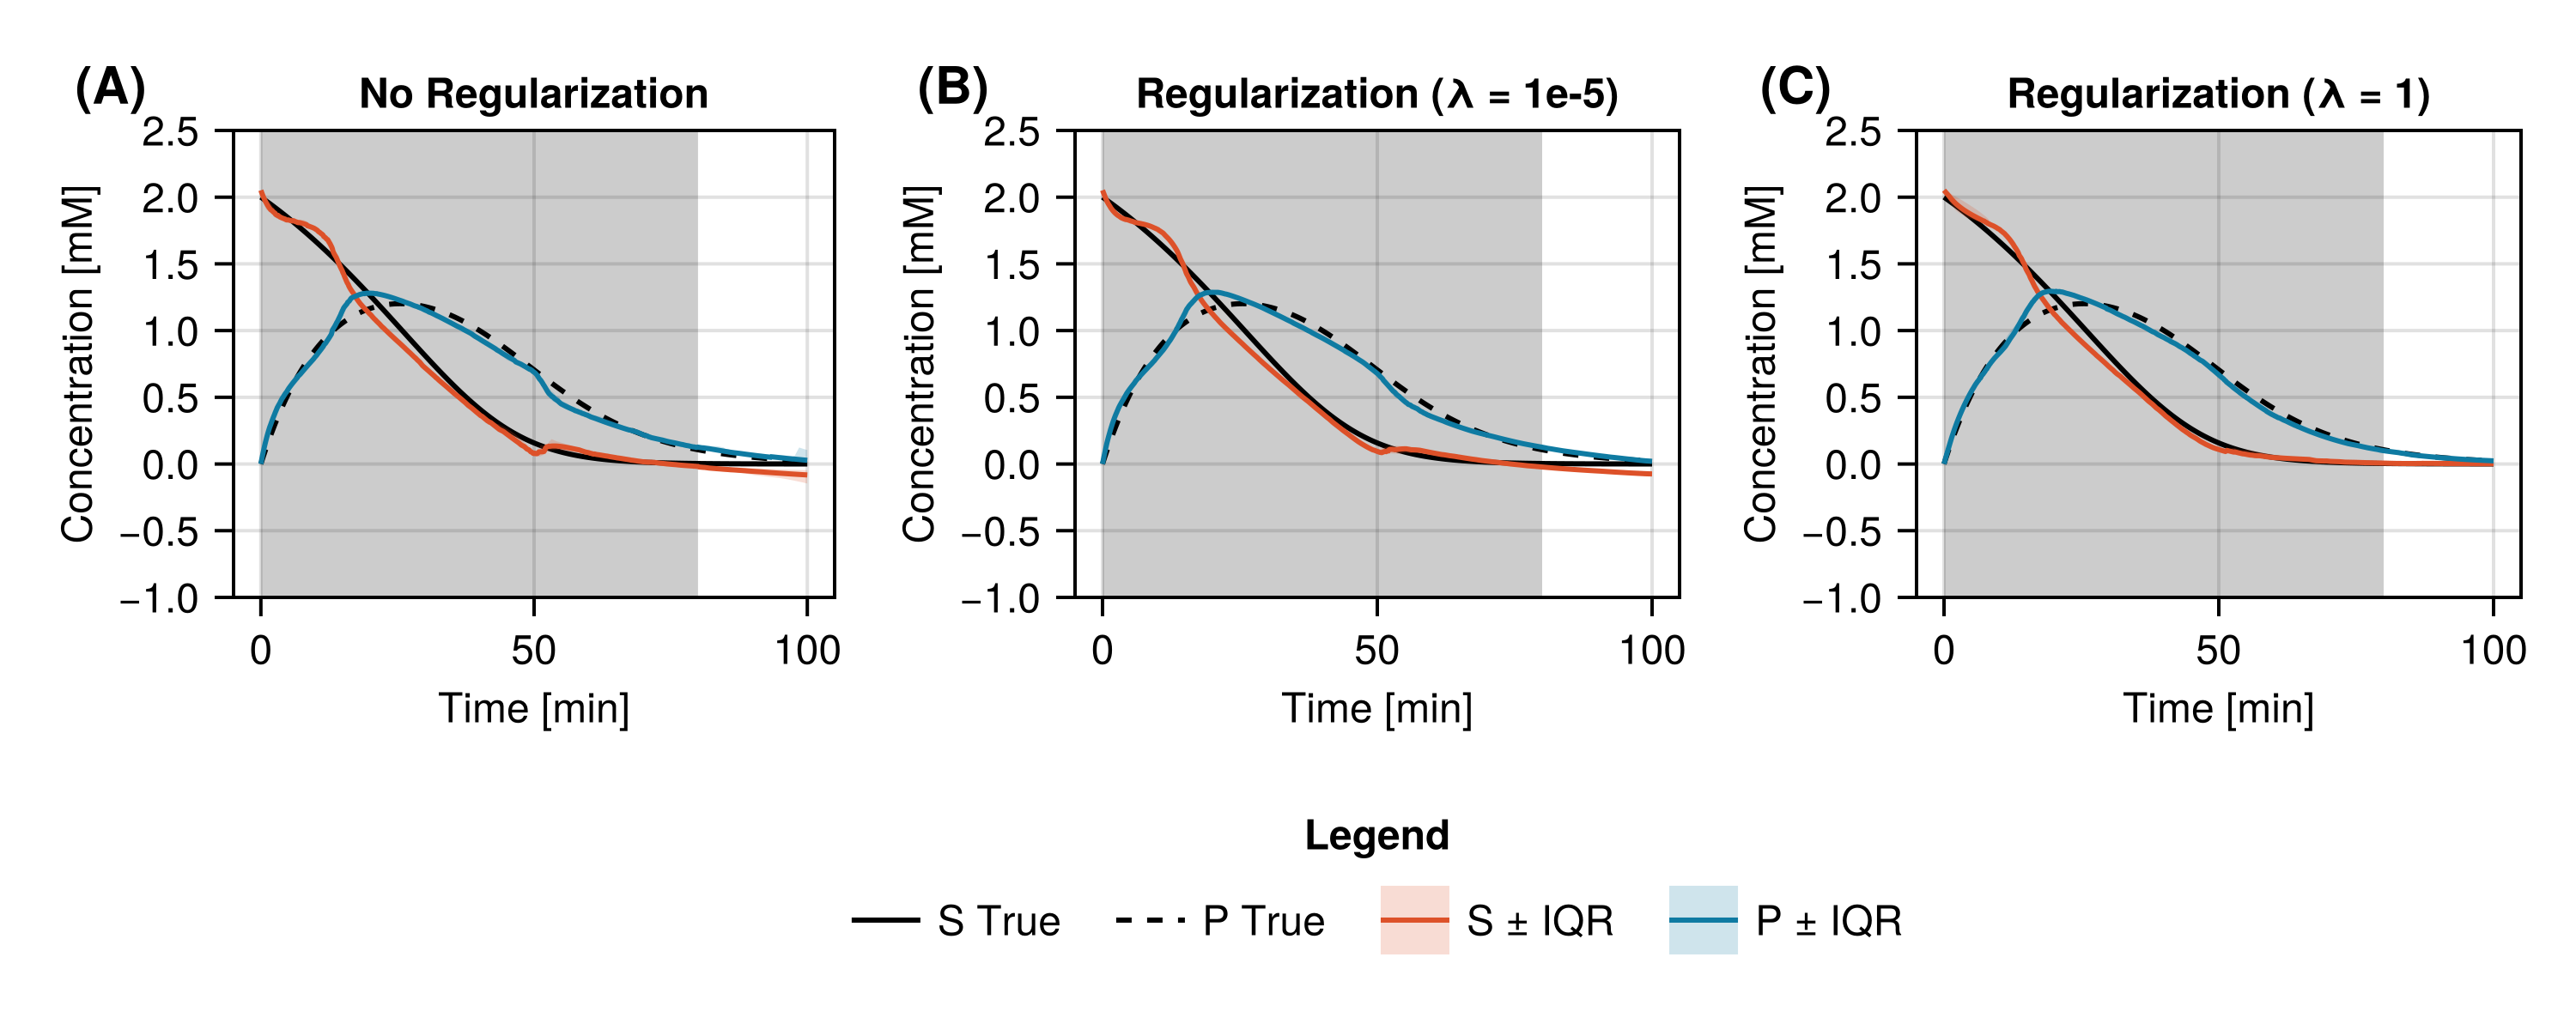 (A) No Regularization
2.5
2.0
1.5
1.0
0.5
0.0
−0.5
−1.0
Concentration [mM]
0 50 100
Time [min]
(B) Regularization (λ = 1e-5)
2.5
2.0
1.5
1.0
0.5
0.0
−0.5
−1.0
Concentration [mM]
0 50 100
Time [min]
(C) Regularization (λ = 1)
2.5
2.0
1.5
1.0
0.5
0.0
−0.5
−1.0
Concentration [mM]
0 50 100
Time [min]
Legend
S True P True S ± IQR P ± IQR